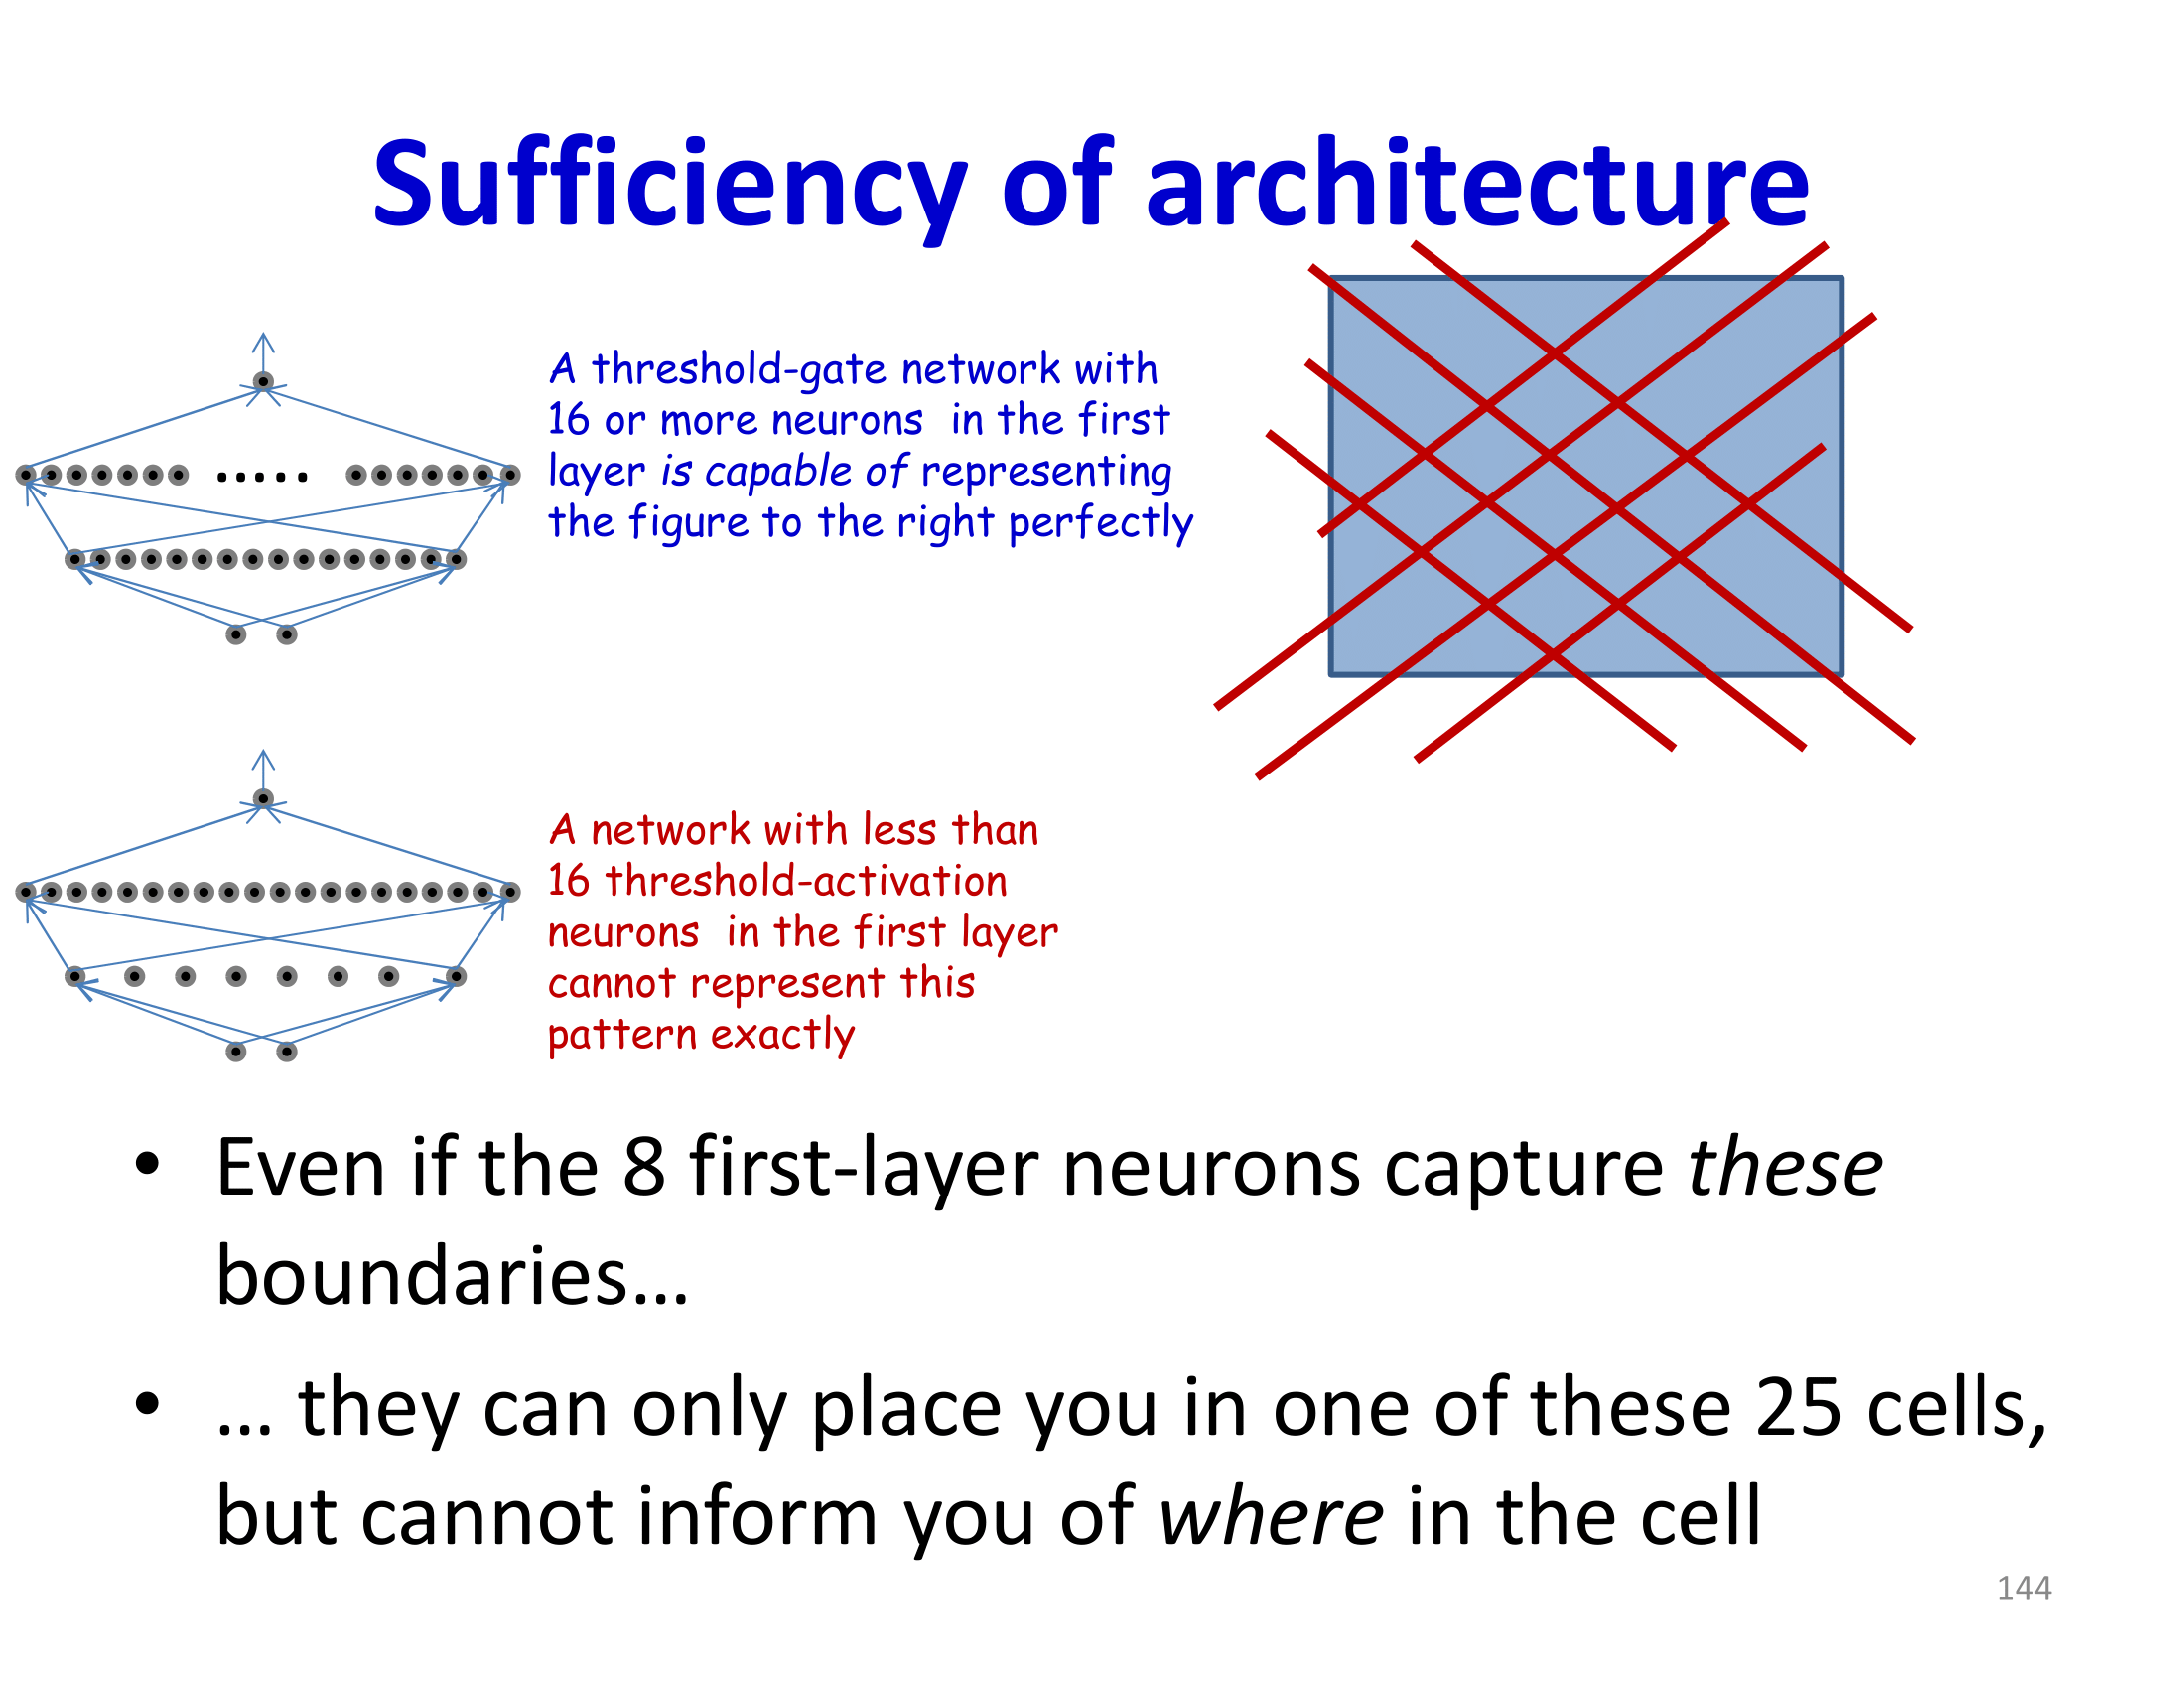 Sufficiency of architecture
A threshold-gate network with
16 or more neurons in the first
layer is capable of representing
the figure to the right perfectly
A network with less than
16 threshold-activation
neurons in the first layer
cannot represent this
pattern exactly
• Even if the 8 first-layer neurons capture these
boundaries…
• … they can only place you in one of these 25 cells,
but cannot inform you of where in the cell
144